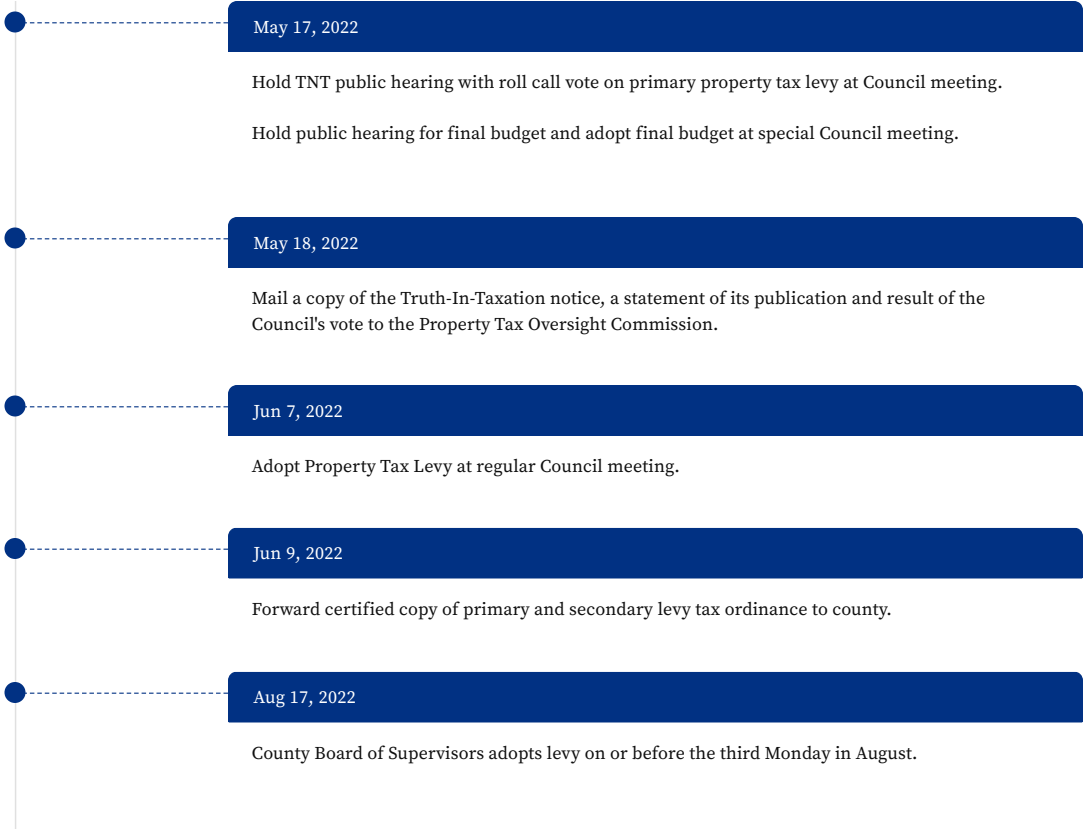 May 17, 2022
Hold TNT public hearing with roll call vote on primary property tax levy at Council meeting.
Hold public hearing for final budget and adopt final budget at special Council meeting.
May 18, 2022
Mail a copy of the Truth-In-Taxation notice, a statement of its publication and result of the
Council's vote to the Property Tax Oversight Commission.
Jun 7, 2022
Adopt Property Tax Levy at regular Council meeting.
Jun 9, 2022
Forward certified copy of primary and secondary levy tax ordinance to county.
Aug 17, 2022
County Board of Supervisors adopts levy on or before the third Monday in August.